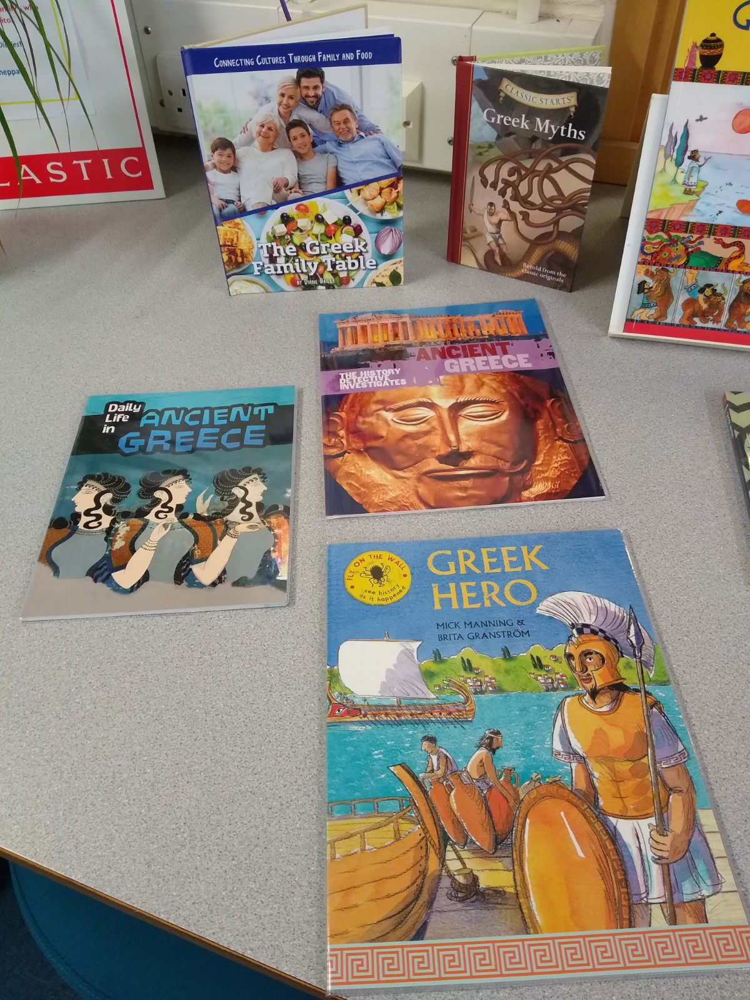 LASTIC
CONNECTING CULTURES THROUGH FAMILY AND FOOD
The Greek
Family Table
BY DIANE BAILEY
CLASSIC STARTS™
Greek Myths
Retold from the
classic originals
G
ANCIENT
GREECE
THE HISTORY
DETECTIVE
INVESTIGATES
Daily
Life
in
ANCIENT
GREECE
FLY ON THE WALL
see history
as it happened
GREEK
HERO
MICK MANNING &
BRITA GRANSTRÖM